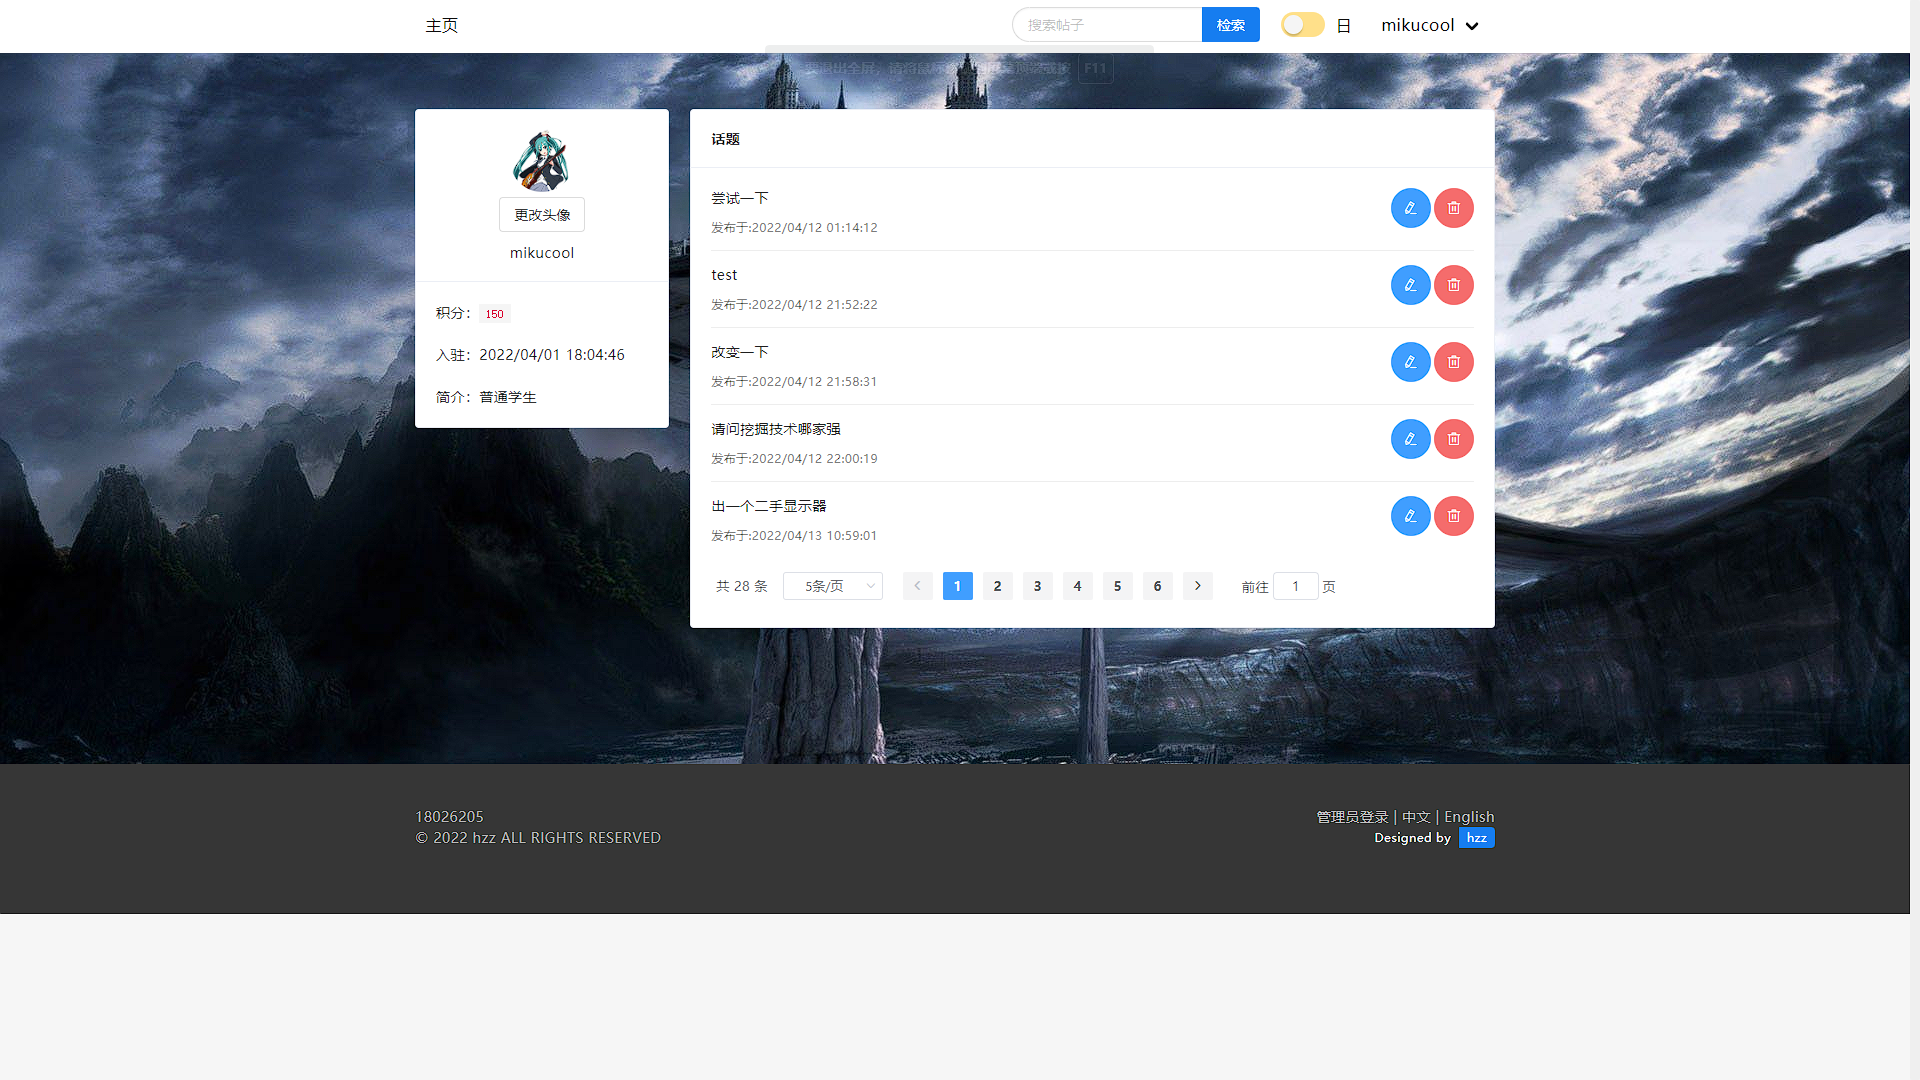 主页
搜索帖子
检索
日
mikucool
F11
更改头像
mikucool
积分：150
入驻：2022/04/01 18:04:46
简介：普通学生
话题
尝试一下
发布于:2022/04/12 01:14:12
test
发布于:2022/04/12 21:52:22
改变一下
发布于:2022/04/12 21:58:31
请问挖掘技术哪家强
发布于:2022/04/12 22:00:19
出一个二手显示器
发布于:2022/04/13 10:59:01
共 28 条 5条/页 1 2 3 4 5 6 前往 1 页
18026205
© 2022 hzz ALL RIGHTS RESERVED
管理员登录 | 中文 | English
Designed by hzz